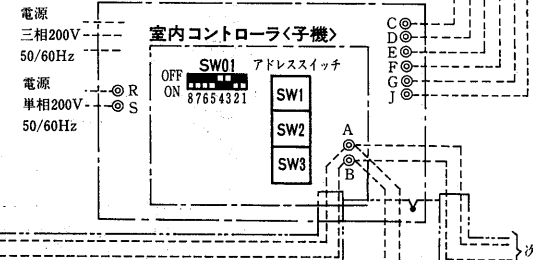 電源
三相200V
50/60Hz
電源
単相200V
50/60Hz
R
S
室内コントローラ〈子機〉
SW01
OFF
ON
87654321
アドレススイッチ
SW1
SW2
SW3
A
B
C
D
E
F
G
J
次